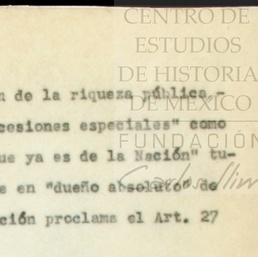 CENTRO DE
ESTUDIOS
DE HISTORIA
DE MÉXICO
FUNDACIÓN
Carlos Slim
n de la riqueza pública -
cesiones especiales" como
ue ya es de la Nación" tu-
e en "dueño absoluto" de
ción proclama el Art. 27